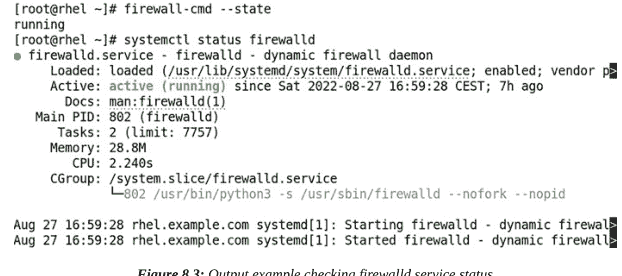 [root@rhel ~]# firewall-cmd --state
running
[root@rhel ~]# systemctl status firewalld
● firewalld.service - firewalld - dynamic firewall daemon
Loaded: loaded (/usr/lib/systemd/system/firewalld.service; enabled; vendor p>
Active: active (running) since Sat 2022-08-27 16:59:28 CEST; 7h ago
Docs: man:firewalld(1)
Main PID: 802 (firewalld)
Tasks: 2 (limit: 7757)
Memory: 28.8M
CPU: 2.240s
CGroup: /system.slice/firewalld.service
└─802 /usr/bin/python3 -s /usr/sbin/firewalld --nofork --nopid
Aug 27 16:59:28 rhel.example.com systemd[1]: Starting firewalld - dynamic firewal>
Aug 27 16:59:28 rhel.example.com systemd[1]: Started firewalld - dynamic firewall>
Figure 8.3: Output example checking firewalld service status